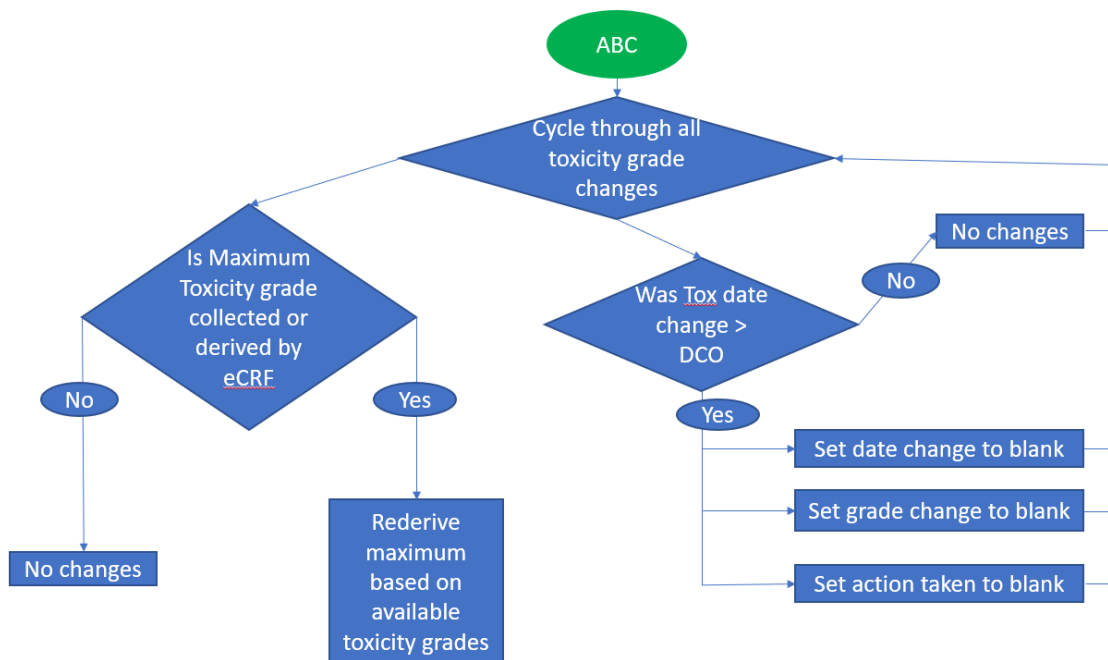 ABC
Cycle through all
toxicity grade
changes
Is Maximum
Toxicity grade
collected or
derived by
eCRF
No
Yes
No changes
Rederive
maximum
based on
available
toxicity grades
Was Tox date
change >
DCO
No
No changes
Yes
Set date change to blank
Set grade change to blank
Set action taken to blank